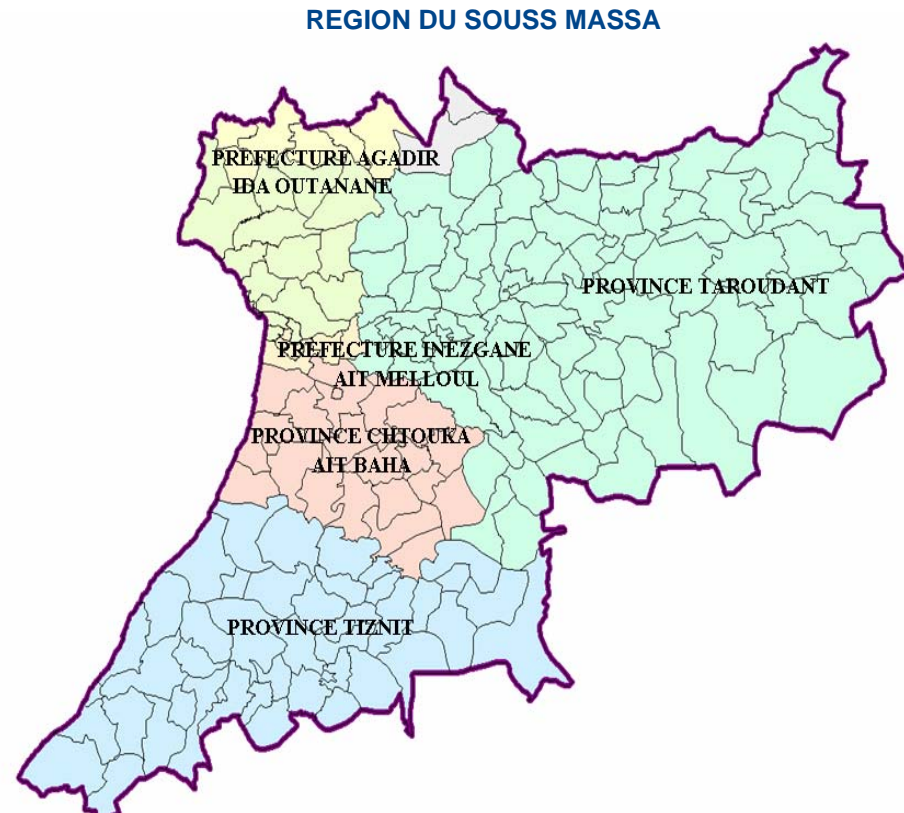 REGION DU SOUSS MASSA
PREFECTURE AGADIR
IDA OUTANANE
PROVINCE TAROUDANT
PREFECTURE INEZGANE
AIT MELLOUL
PROVINCE CHTOUKA
AIT BAHA
PROVINCE TIZNIT